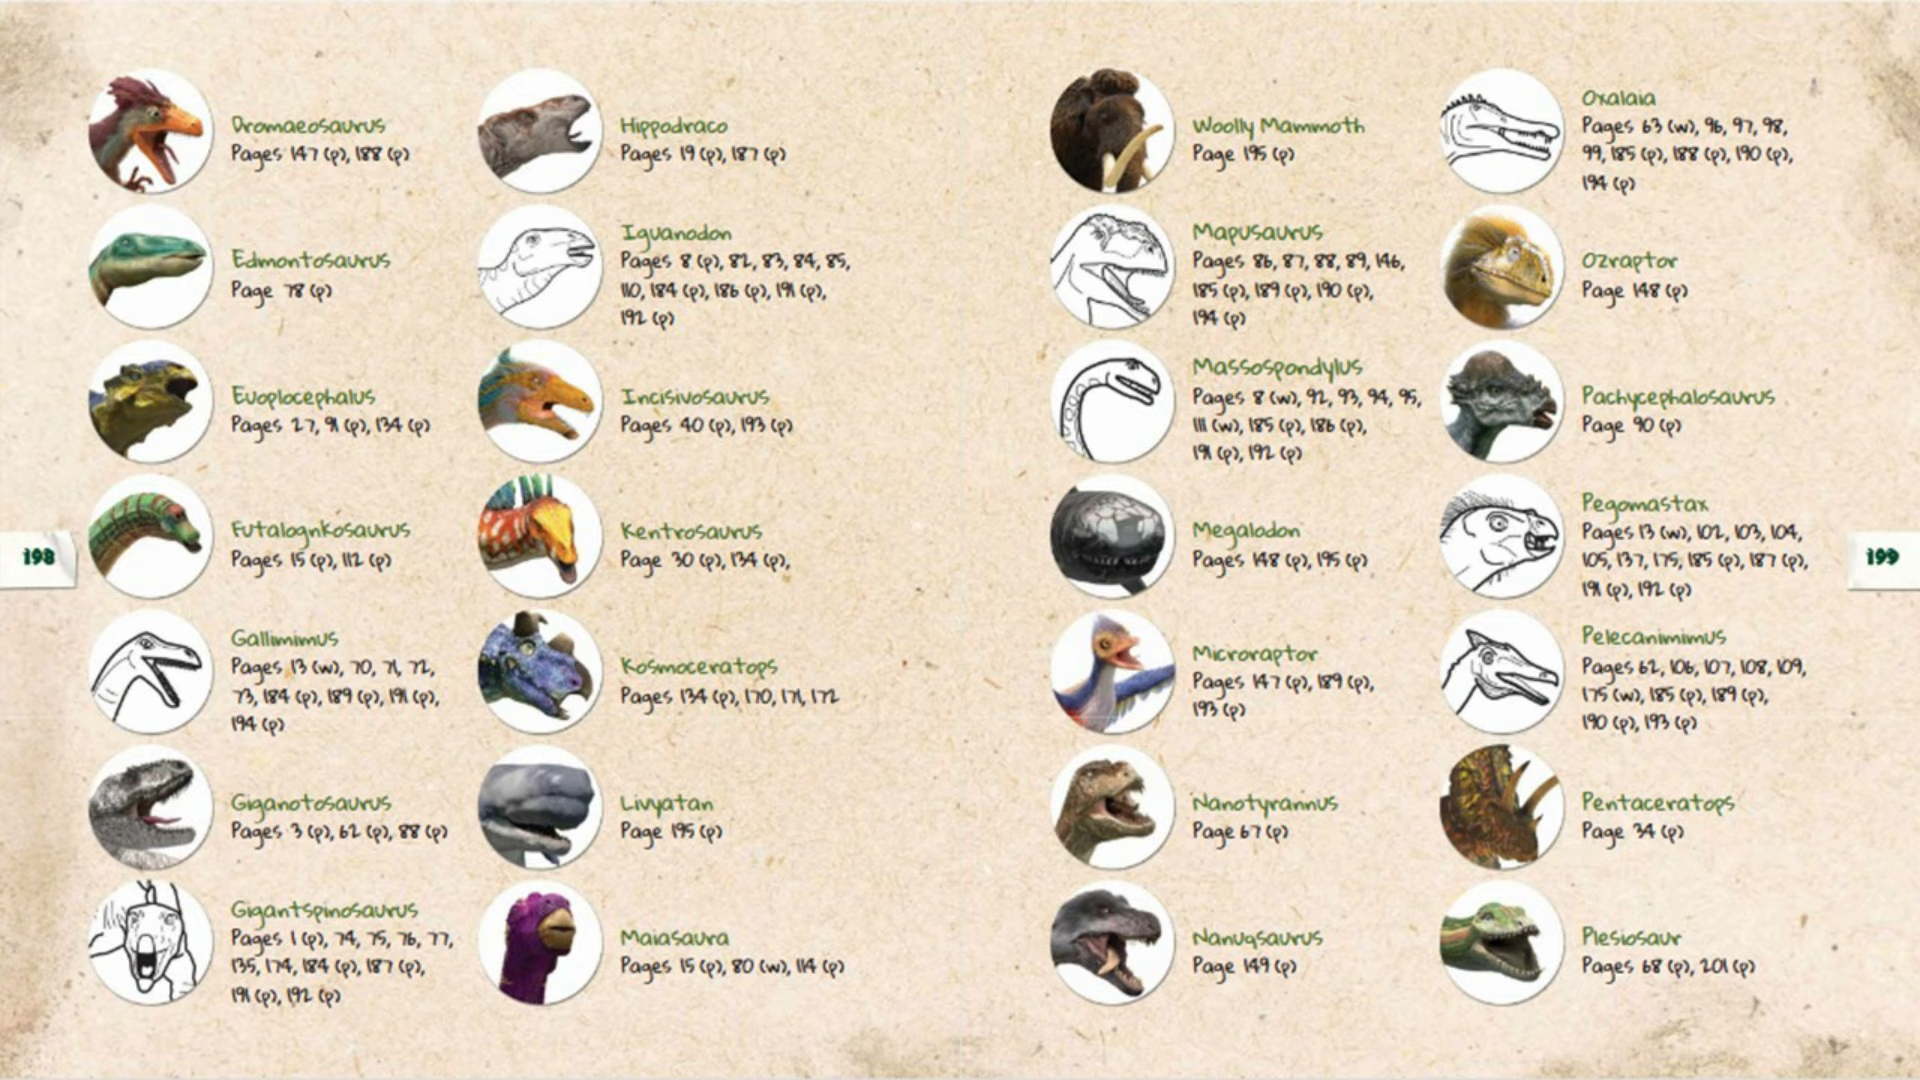 Dromaeosaurus
Pages 147 (p), 188 (p)
Edmontosaurus
Page 78 (p)
Euoplocephalus
Pages 27, 91 (p), 134 (p)
Futalognkosaurus
Pages 15 (p), 112 (p)
Gallimimus
Pages 13 (w), 70, 71, 72,
73, 184 (p), 189 (p), 191 (p),
194 (p)
Giganotosaurus
Pages 3 (p), 62 (p), 88 (p)
Gigantspinosaurus
Pages 1 (p), 74, 75, 76, 77,
135, 174, 184 (p), 187 (p),
191 (p), 192 (p)
Hippodraco
Pages 19 (p), 187 (p)
Iguanodon
Pages 8 (p), 82, 83, 84, 85,
110, 184 (p), 186 (p), 191 (p),
192 (p)
Incisivosaurus
Pages 40 (p), 193 (p)
Kentrosaurus
Page 30 (p), 134 (p),
Kosmoceratops
Pages 134 (p), 170, 171, 172
Livyatan
Page 195 (p)
Maiasaura
Pages 15 (p), 80 (w), 114 (p)
198
Woolly Mammoth
Page 195 (p)
Mapusaurus
Pages 86, 87, 88, 89, 146,
185 (p), 189 (p), 190 (p),
194 (p)
Massospondylus
Pages 8 (w), 92, 93, 94, 95,
111 (w), 185 (p), 186 (p),
191 (p), 192 (p)
Megalodon
Pages 148 (p), 195 (p)
Microraptor
Pages 147 (p), 189 (p),
193 (p)
Nanotyrannus
Page 67 (p)
Nanuqsaurus
Page 149 (p)
Oxalaia
Pages 63 (w), 96, 97, 98,
99, 185 (p), 188 (p), 190 (p),
194 (p)
Ozraptor
Page 148 (p)
Pachycephalosaurus
Page 90 (p)
Pegomastax
Pages 13 (w), 102, 103, 104,
105, 137, 175, 185 (p), 187 (p),
191 (p), 192 (p)
Pelecanimimus
Pages 62, 106, 107, 108, 109,
175 (w), 185 (p), 189 (p),
190 (p), 193 (p)
Pentaceratops
Page 34 (p)
Plesiosaur
Pages 68 (p), 201 (p)
199